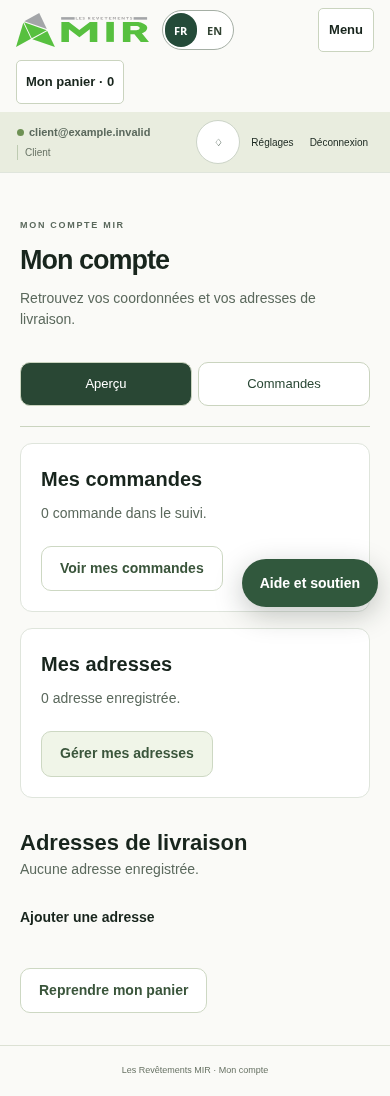 LES REVÊTEMENTS
MIR
FR
EN
Menu
Mon panier · 0
client@example.invalid
Client
Réglages
Déconnexion
MON COMPTE MIR
Mon compte
Retrouvez vos coordonnées et vos adresses de
livraison.
Aperçu
Commandes
Mes commandes
0 commande dans le suivi.
Voir mes commandes
Aide et soutien
Mes adresses
0 adresse enregistrée.
Gérer mes adresses
Adresses de livraison
Aucune adresse enregistrée.
Ajouter une adresse
Reprendre mon panier
Les Revêtements MIR · Mon compte